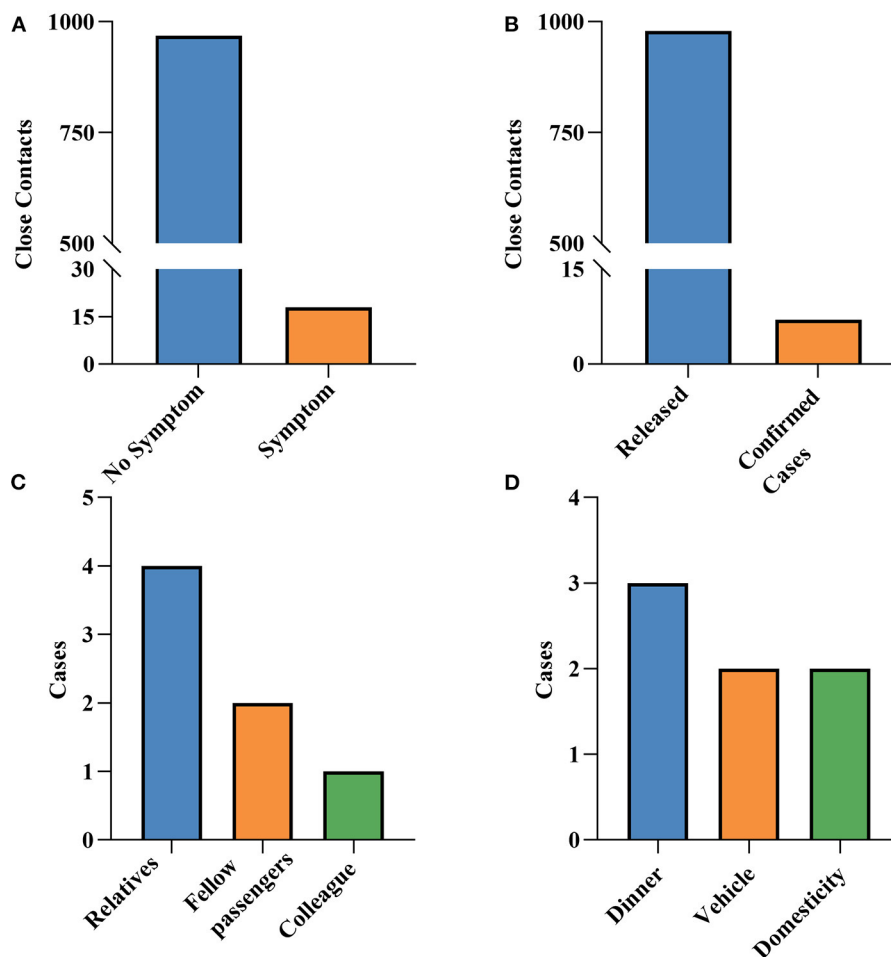 A
Close Contacts
1000
750
500
30
15
0
No Symptom
Symptom
B
Close Contacts
1000
750
500
15
0
Released
Confirmed
Cases
C
Cases
5
4
3
2
1
0
Relatives
Fellow
passengers
Colleague
D
Cases
4
3
2
1
0
Dinner
Vehicle
Domesticity